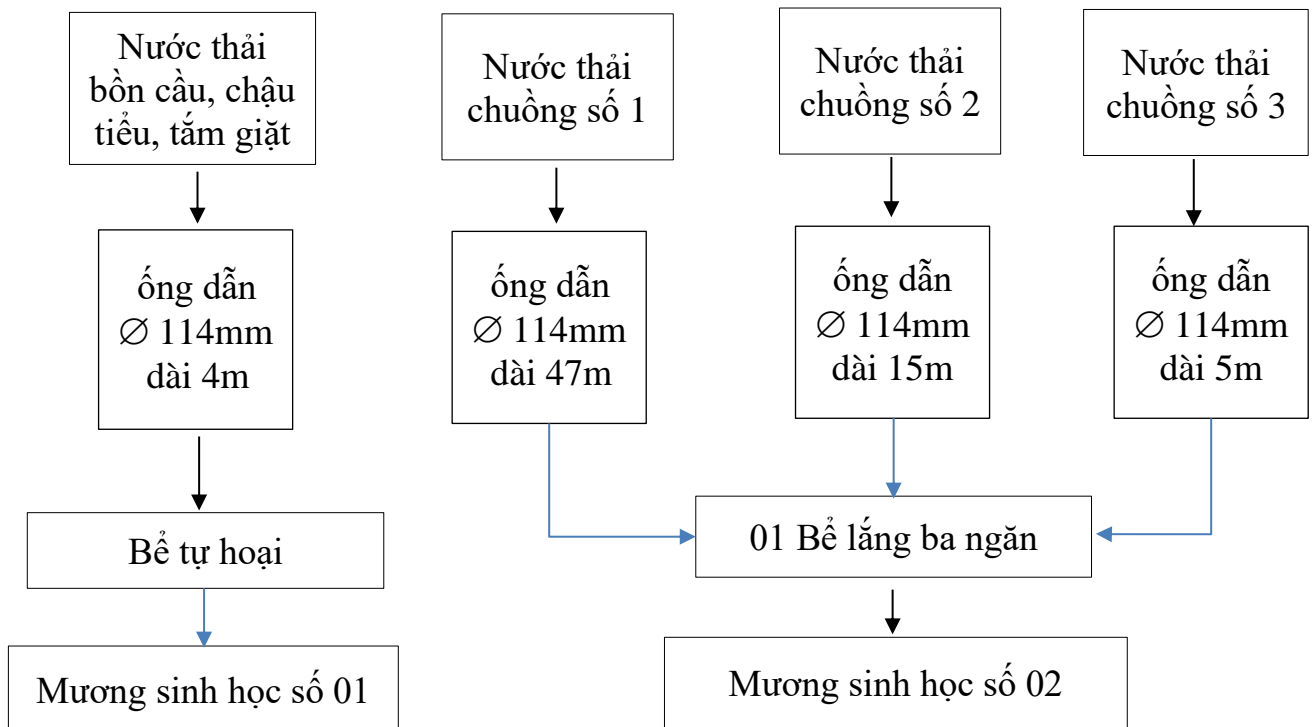 Nước thải
bồn cầu, chậu
tiểu, tắm giặt
Nước thải
chuồng số 1
Nước thải
chuồng số 2
Nước thải
chuồng số 3
ống dẫn
∅ 114mm
dài 4m
ống dẫn
∅ 114mm
dài 47m
ống dẫn
∅ 114mm
dài 15m
ống dẫn
∅ 114mm
dài 5m
Bể tự hoại
01 Bể lắng ba ngăn
Mương sinh học số 01
Mương sinh học số 02